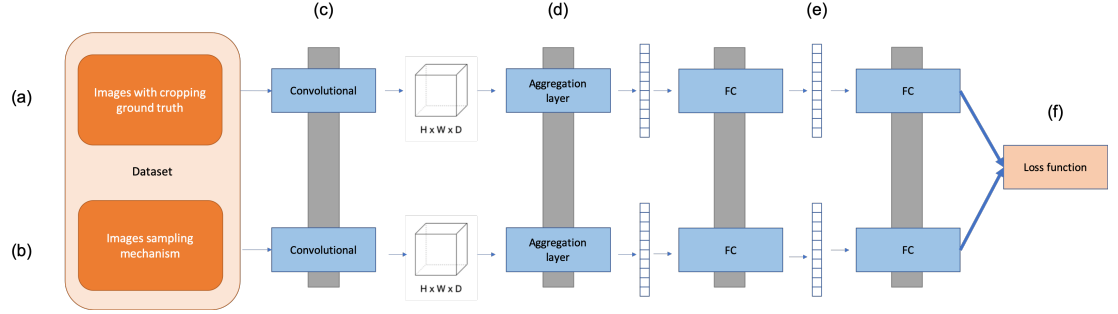 (c)
(d)
(e)
(a)
Images with cropping
ground truth
Convolutional
H x W x D
Aggregation
layer
FC
FC
(f)
Dataset
Loss function
(b)
Images sampling
mechanism
Convolutional
H x W x D
Aggregation
layer
FC
FC